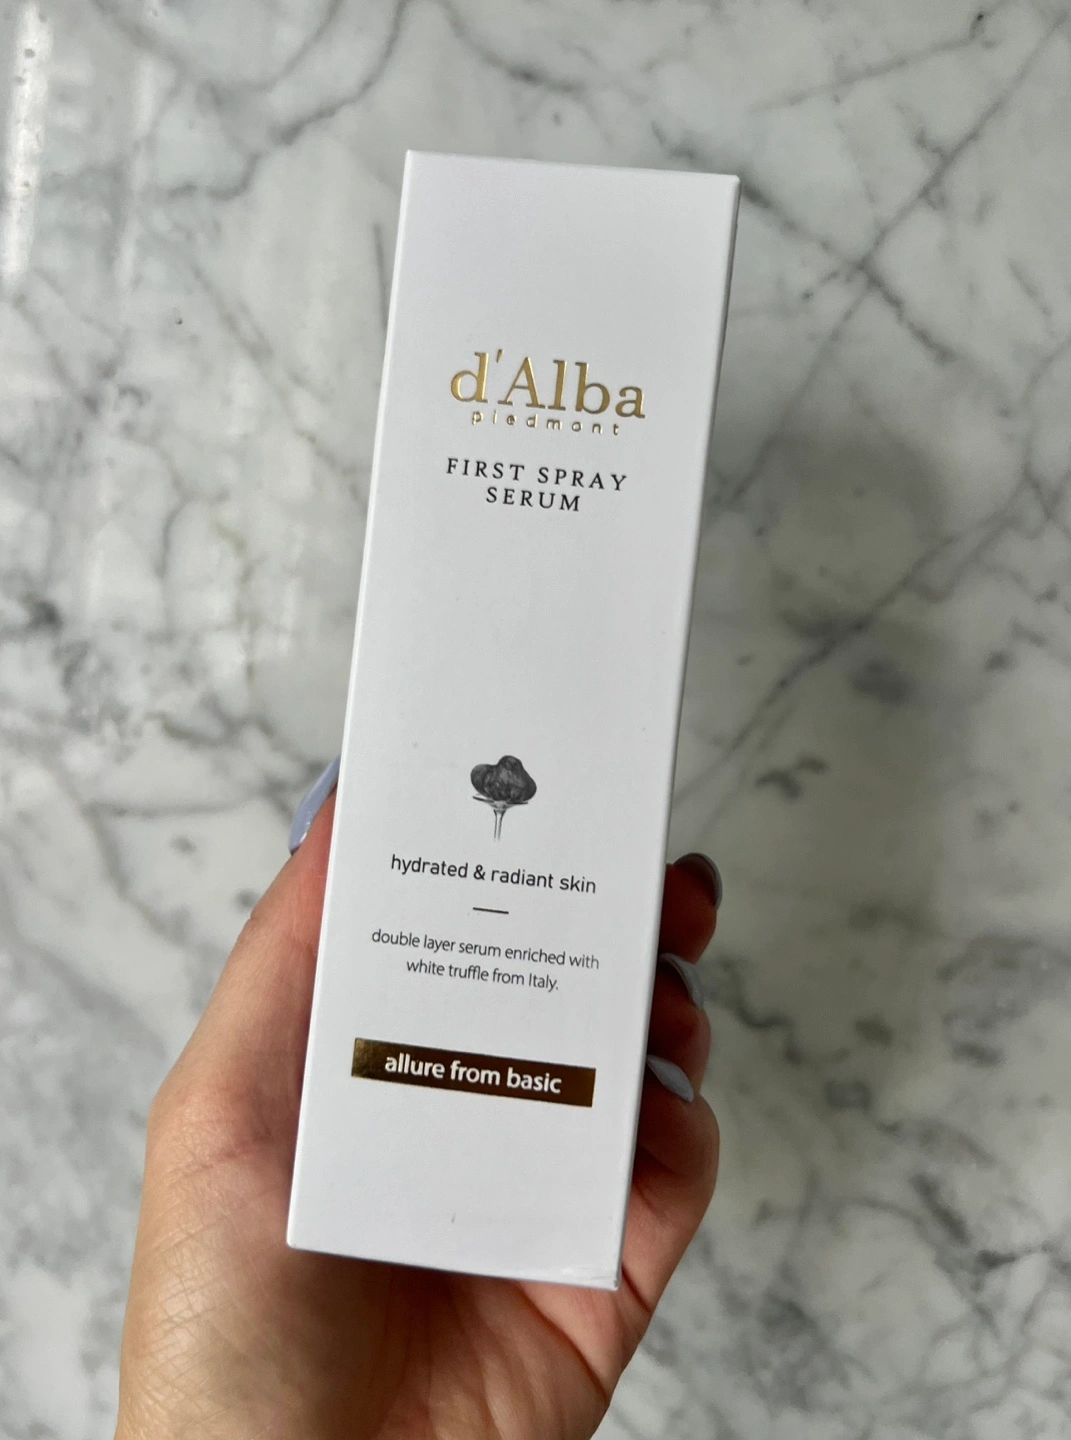 d'Alba
piedmont
FIRST SPRAY
SERUM
hydrated & radiant skin
double layer serum enriched with
white truffle from Italy.
allure from basic